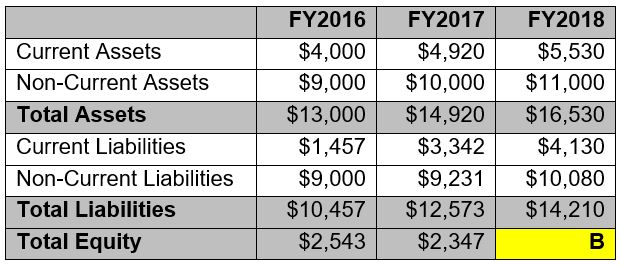 FY2016 FY2017 FY2018
Current Assets $4,000 $4,920 $5,530
Non-Current Assets $9,000 $10,000 $11,000
Total Assets $13,000 $14,920 $16,530
Current Liabilities $1,457 $3,342 $4,130
Non-Current Liabilities $9,000 $9,231 $10,080
Total Liabilities $10,457 $12,573 $14,210
Total Equity $2,543 $2,347 B